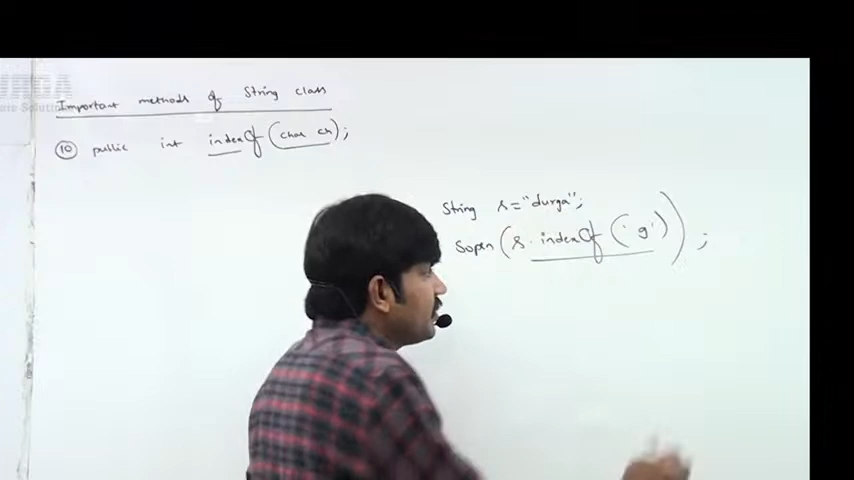 Important methods of String class
⑩ public int indexOf(char ch);
String s="durga";
Sopln(s.indexOf('g'));